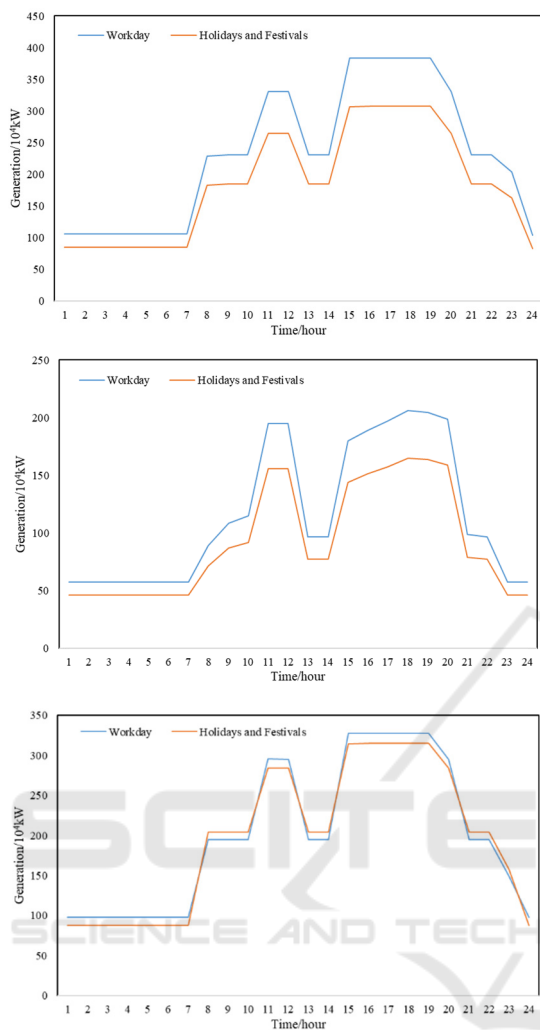 450
400
350
300
250
200
150
100
50
0
Generation/10⁴kW
Workday Holidays and Festivals
1 2 3 4 5 6 7 8 9 10 11 12 13 14 15 16 17 18 19 20 21 22 23 24
Time/hour
250
200
150
100
50
0
Generation/10⁴kW
Workday Holidays and Festivals
1 2 3 4 5 6 7 8 9 10 11 12 13 14 15 16 17 18 19 20 21 22 23 24
Time/hour
350
300
250
200
150
100
50
0
Generation/10⁴kW
Workday Holidays and Festivals
1 2 3 4 5 6 7 8 9 10 11 12 13 14 15 16 17 18 19 20 21 22 23 24
Time/hour
SCITE
SCIENCE AND TECH